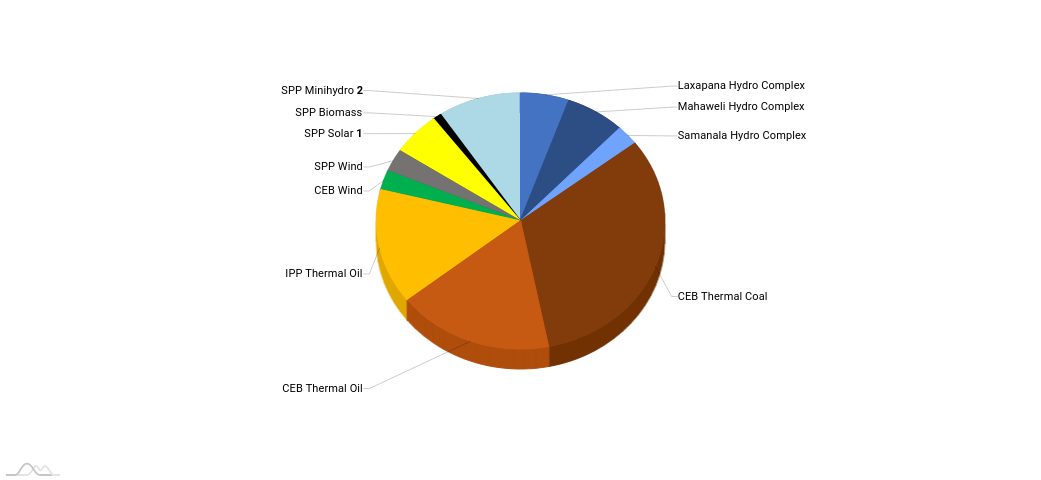 SPP Minihydro 2
SPP Biomass
SPP Solar 1
SPP Wind
CEB Wind
IPP Thermal Oil
CEB Thermal Oil
Laxapana Hydro Complex
Mahaweli Hydro Complex
Samanala Hydro Complex
CEB Thermal Coal